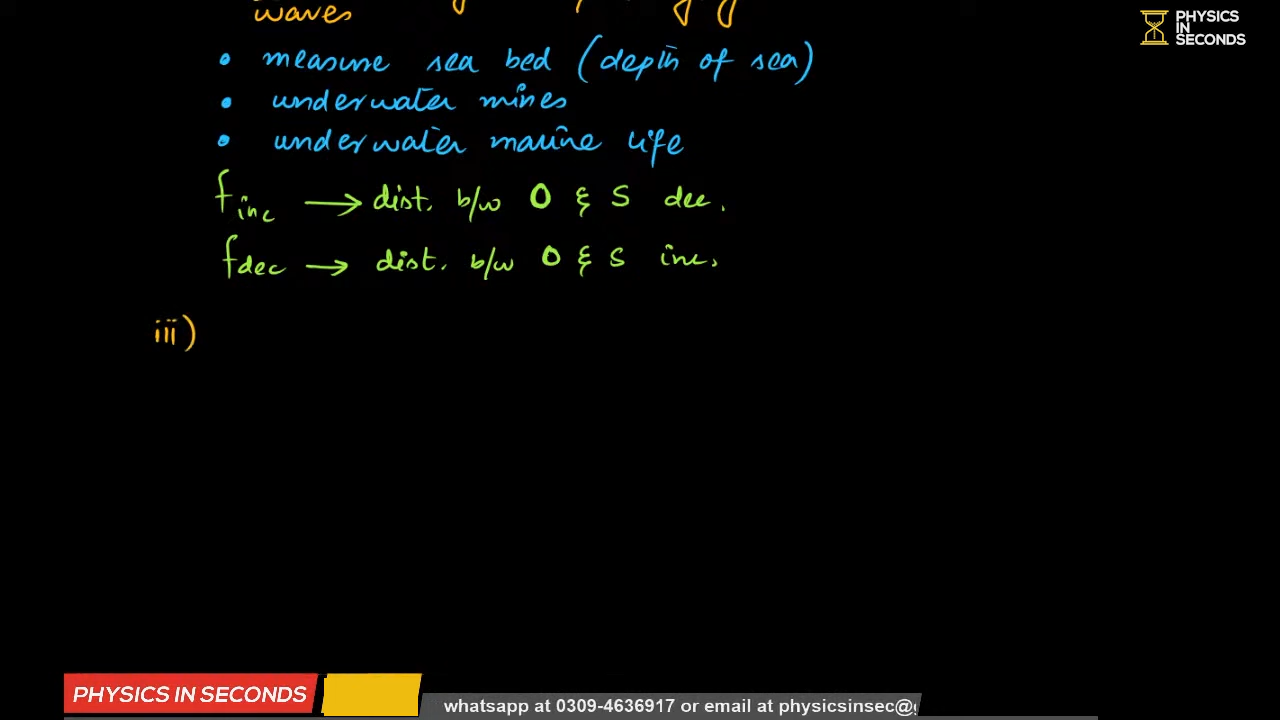 waves
PHYSICS
IN
SECONDS
• measure sea bed (depth of sea)
• underwater mines
• underwater marine life
finc → dist. b/w O & S dec.
fdec → dist. b/w O & S inc.
iii)
PHYSICS IN SECONDS
whatsapp at 0309-4636917 or email at physicsinsec@